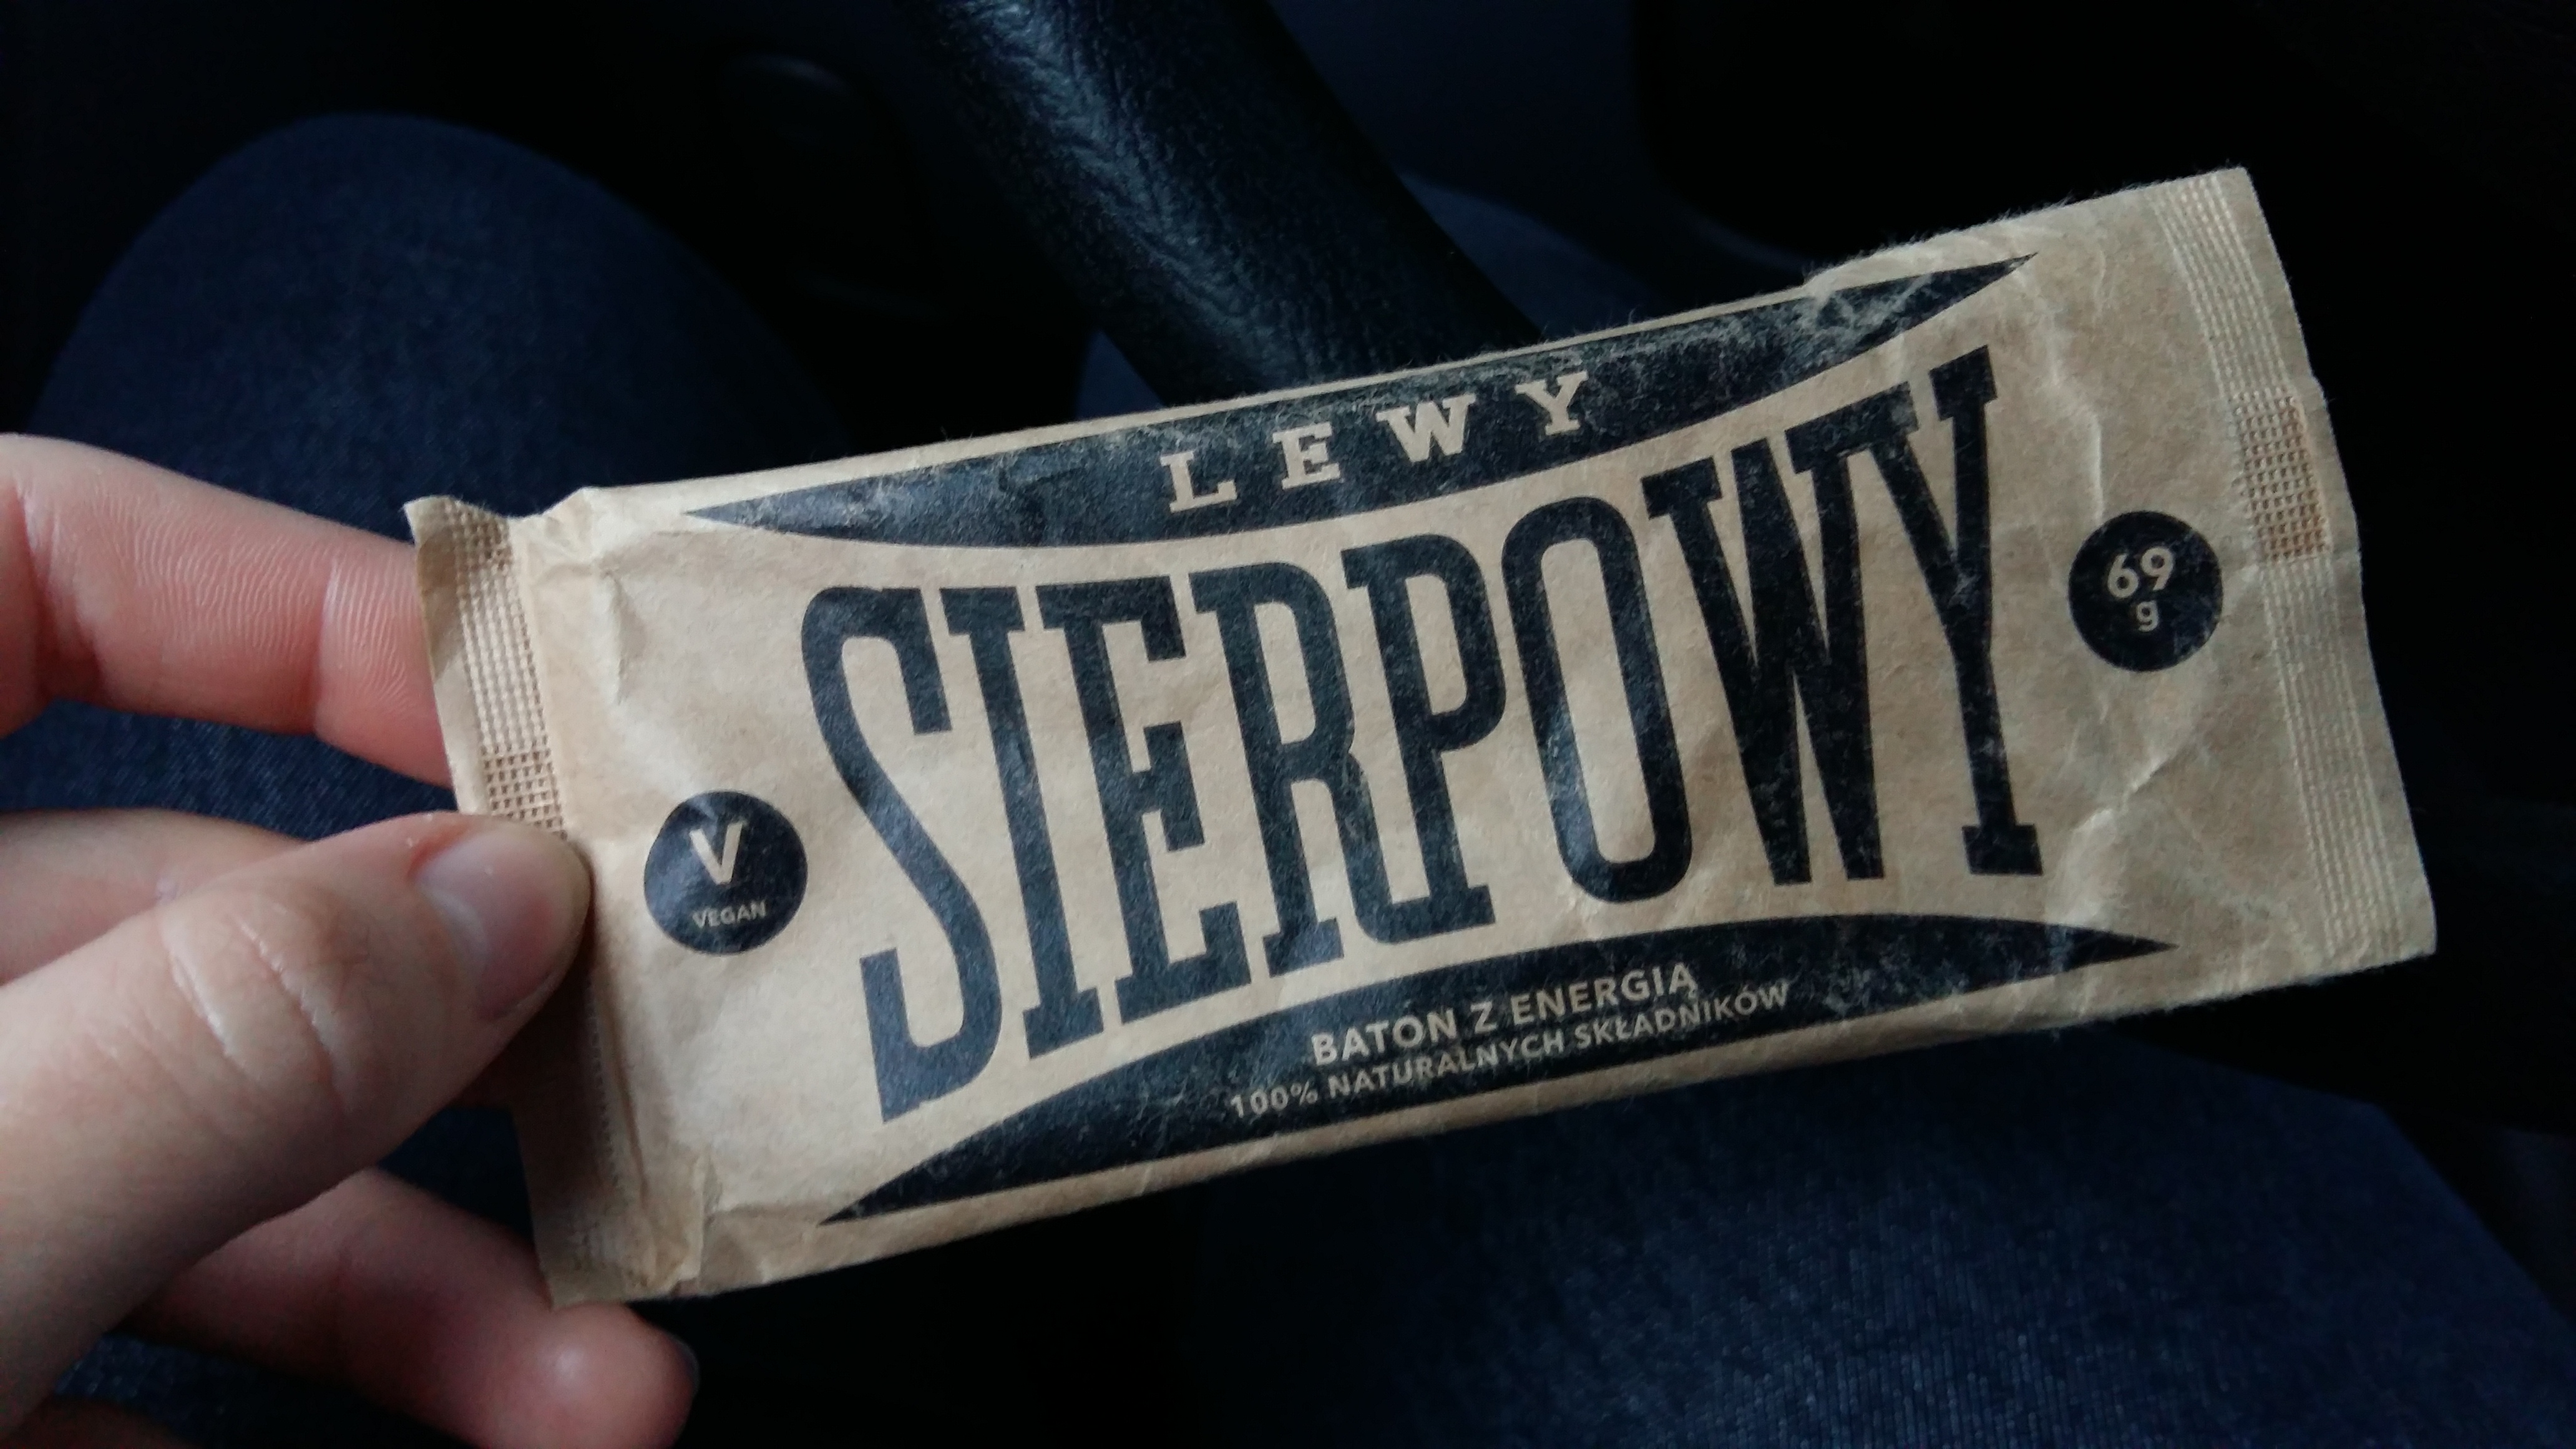 LEWY
SIERPOWY
69
g
V
VEGAN
BATON Z ENERGIĄ
100% NATURALNYCH SKŁADNIKÓW